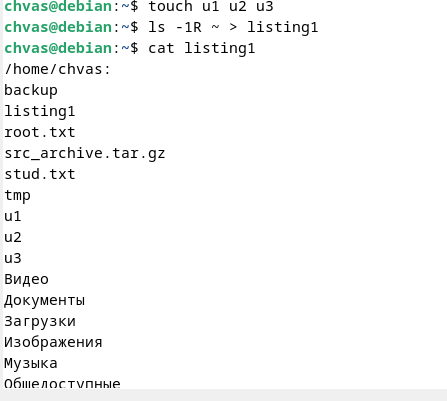 chvas@debian:~$ touch u1 u2 u3
chvas@debian:~$ ls -1R ~ > listing1
chvas@debian:~$ cat listing1
/home/chvas:
backup
listing1
root.txt
src_archive.tar.gz
stud.txt
tmp
u1
u2
u3
Видео
Документы
Загрузки
Изображения
Музыка
Общедоступные